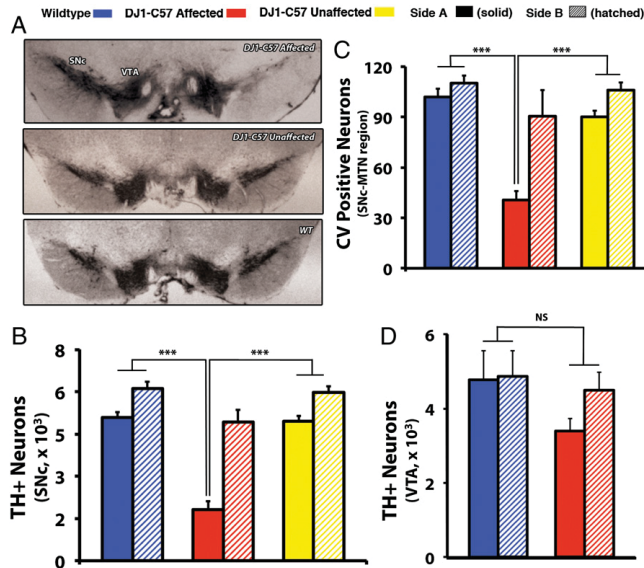 Wildtype DJ1-C57 Affected DJ1-C57 Unaffected Side A (solid) Side B (hatched)
A
SNc
VTA
DJ1-C57 Affected
DJ1-C57 Unaffected
WT
C
***
***
CV Positive Neurons
(SNc-MTN region)
120
90
60
30
0
B
***
***
TH+ Neurons
(SNc, x 10³)
8
6
5
3
2
0
D
NS
TH+ Neurons
(VTA, x 10³)
6
4
2
0